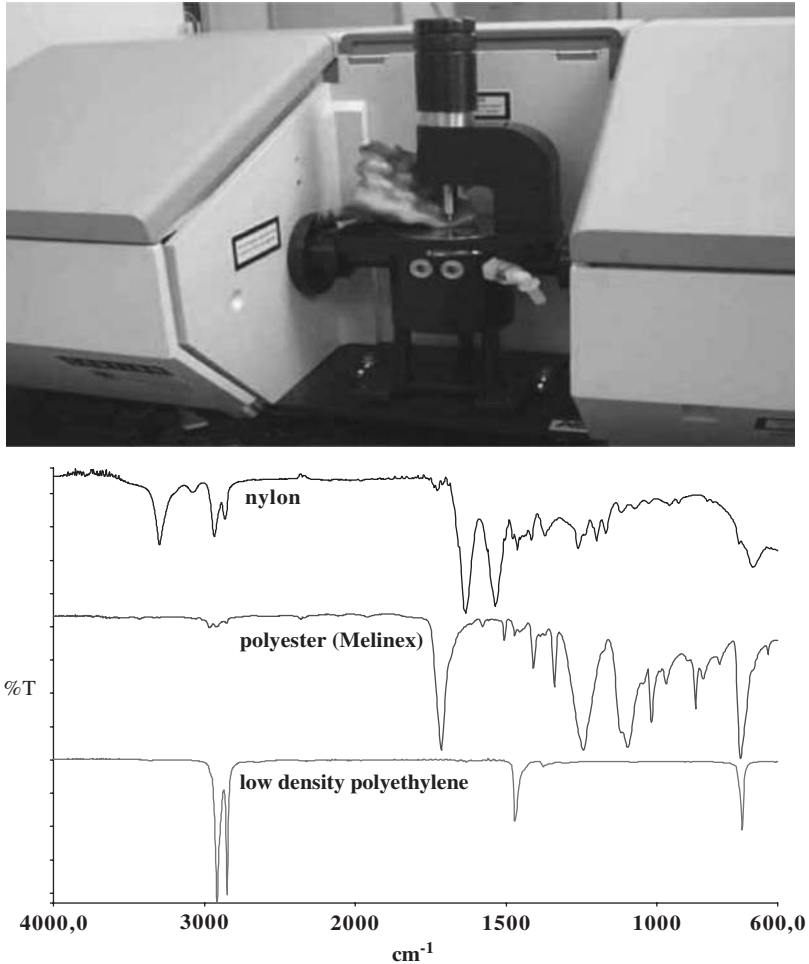 nylon
polyester (Melinex)
%T
low density polyethylene
4000,0 3000 2000 1500 1000 600,0
cm-1